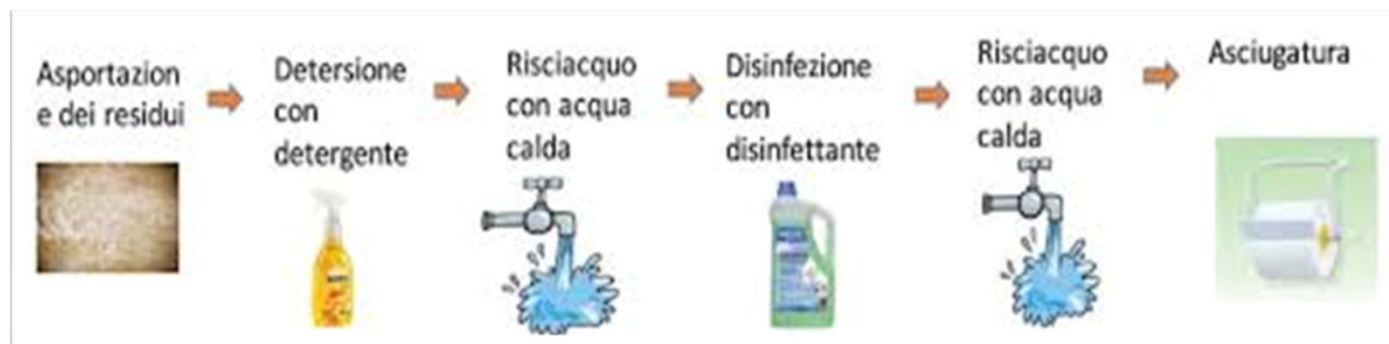 Asportazion
e dei residui
Detersione
con
detergente
Risciacquo
con acqua
calda
Disinfezione
con
disinfettante
Risciacquo
con acqua
calda
Asciugatura